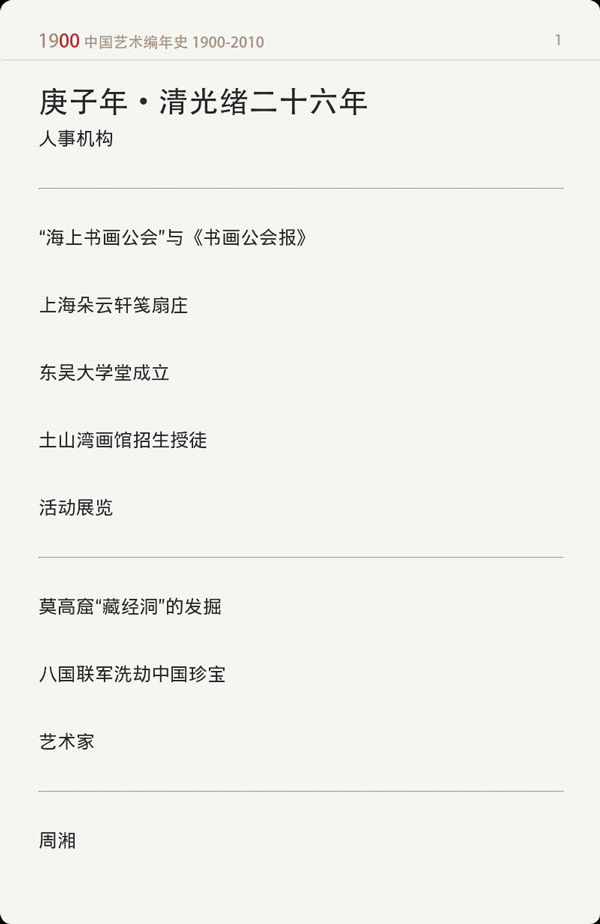 1900 中国艺术编年史 1900-2010 1
庚子年·清光绪二十六年
人事机构
“海上书画公会”与《书画公会报》
上海朵云轩笺扇庄
东吴大学堂成立
土山湾画馆招生授徒
活动展览
莫高窟“藏经洞”的发掘
八国联军洗劫中国珍宝
艺术家
周湘